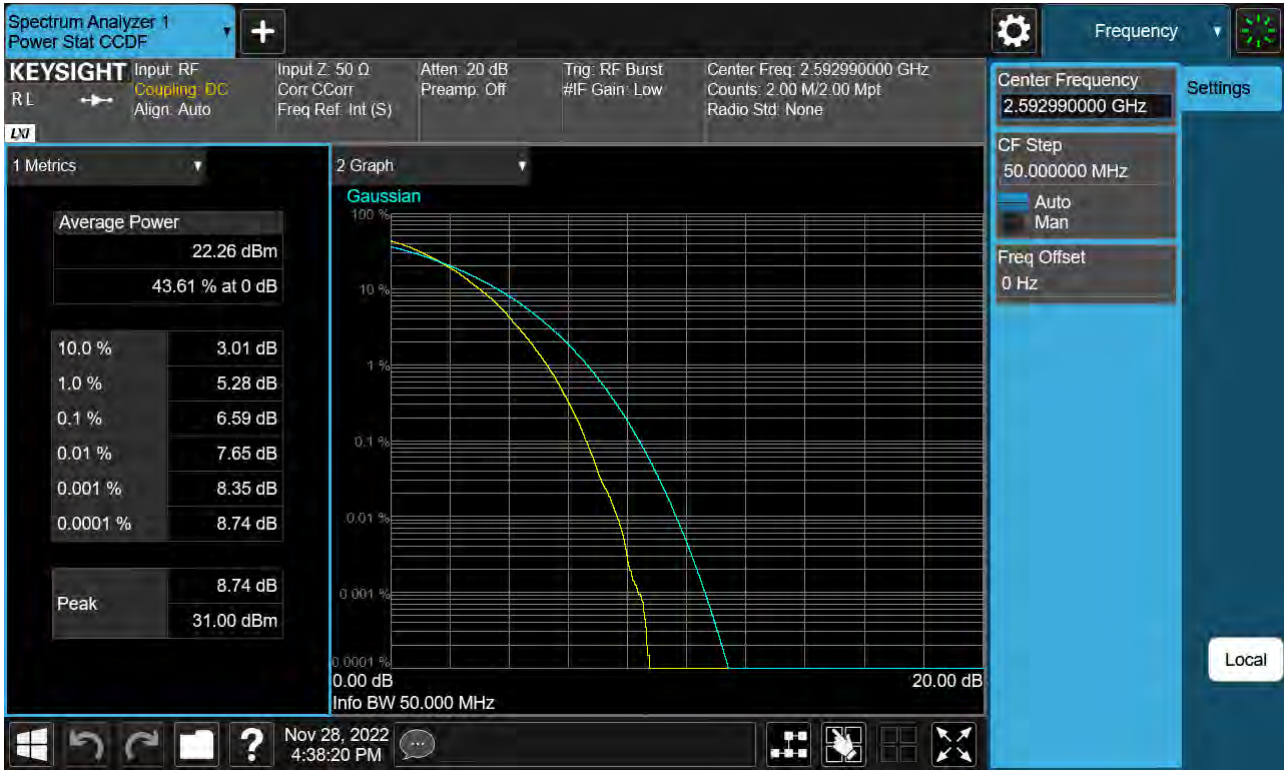 Spectrum Analyzer 1
Power Stat CCDF
Frequency
KEYSIGHT
RL
LXI
Input: RF
Coupling: DC
Align: Auto
Input Z: 50 Ω
Corr CCorr
Freq Ref: Int (S)
Atten: 20 dB
Preamp: Off
Trig: RF Burst
#IF Gain: Low
Center Freq: 2.592990000 GHz
Counts: 2.00 M/2.00 Mpt
Radio Std: None
Center Frequency
2.592990000 GHz
Settings
CF Step
50.000000 MHz
Auto
Man
Freq Offset
0 Hz
Local
1 Metrics
Average Power
22.26 dBm
43.61 % at 0 dB
10.0 % 3.01 dB
1.0 % 5.28 dB
0.1 % 6.59 dB
0.01 % 7.65 dB
0.001 % 8.35 dB
0.0001 % 8.74 dB
Peak
8.74 dB
31.00 dBm
2 Graph
Gaussian
100 %
10 %
1 %
0.1 %
0.01 %
0.001 %
0.0001 %
0.00 dB 20.00 dB
Info BW 50.000 MHz
?
Nov 28, 2022
4:38:20 PM